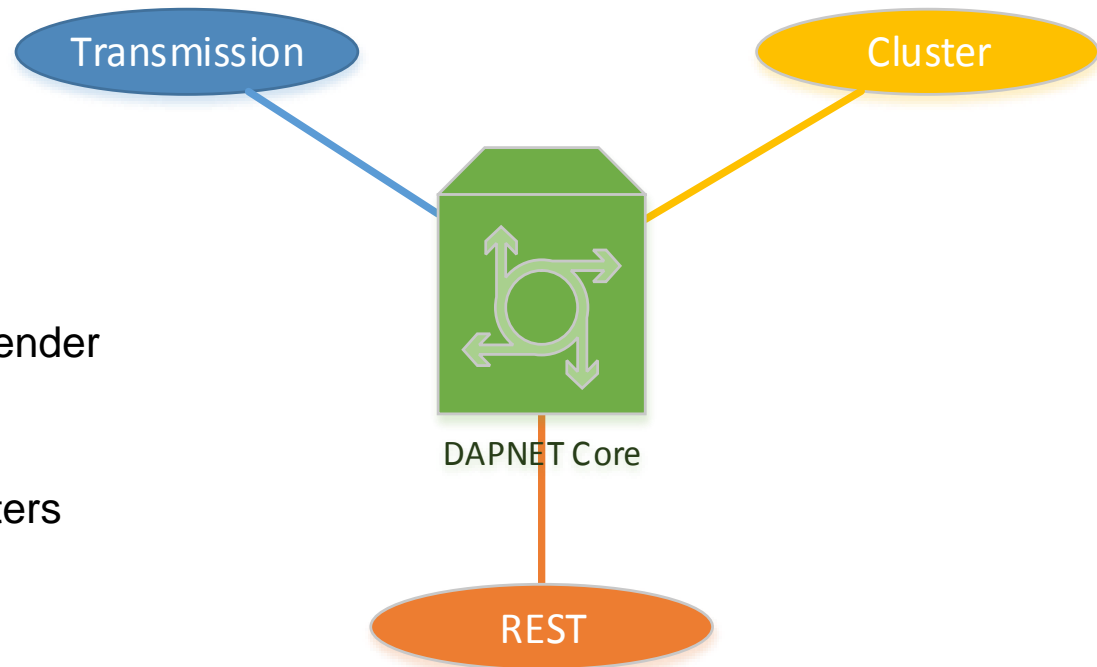 Transmission
Cluster
ender
DAPNET Core
ters
REST